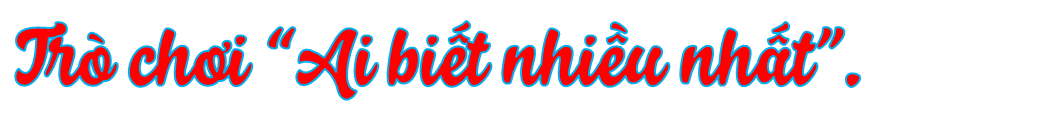 Trò chơi “Ai biết nhiều nhất”.